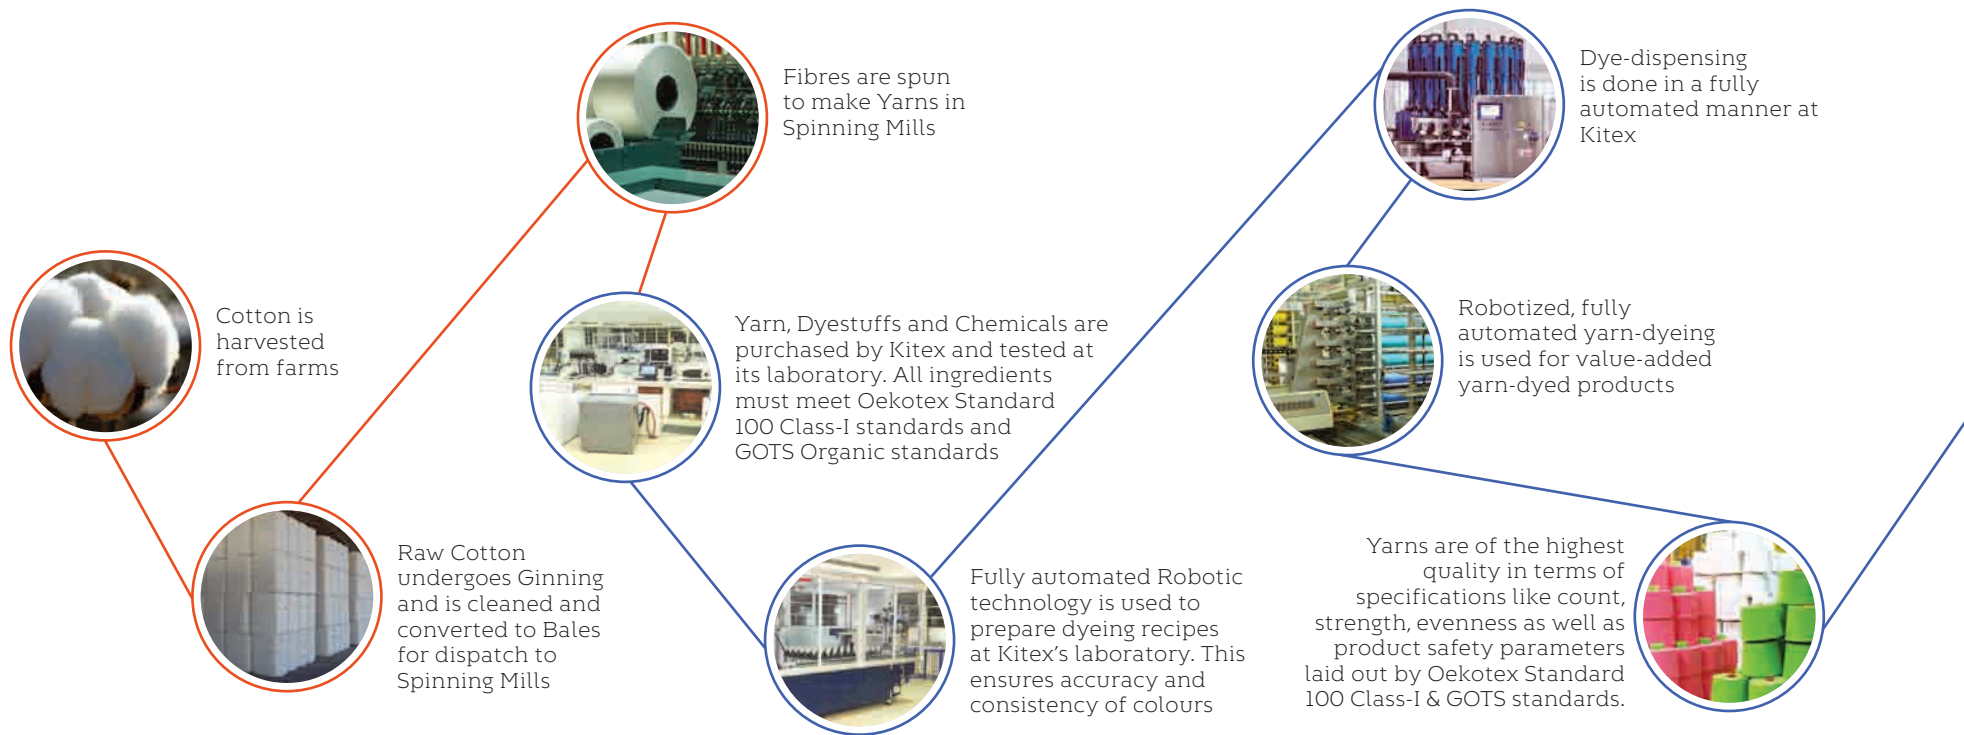 Cotton is
harvested
from farms
Raw Cotton
undergoes Ginning
and is cleaned and
converted to Bales
for dispatch to
Spinning Mills
Fibres are spun
to make Yarns in
Spinning Mills
Yarn, Dyestuffs and Chemicals are
purchased by Kitex and tested at
its laboratory. All ingredients
must meet Oekotex Standard
100 Class-I standards and
GOTS Organic standards
Fully automated Robotic
technology is used to
prepare dyeing recipes
at Kitex's laboratory. This
ensures accuracy and
consistency of colours
Dye-dispensing
is done in a fully
automated manner at
Kitex
Robotized, fully
automated yarn-dyeing
is used for value-added
yarn-dyed products
Yarns are of the highest
quality in terms of
specifications like count,
strength, evenness as well as
product safety parameters
laid out by Oekotex Standard
100 Class-I & GOTS standards.